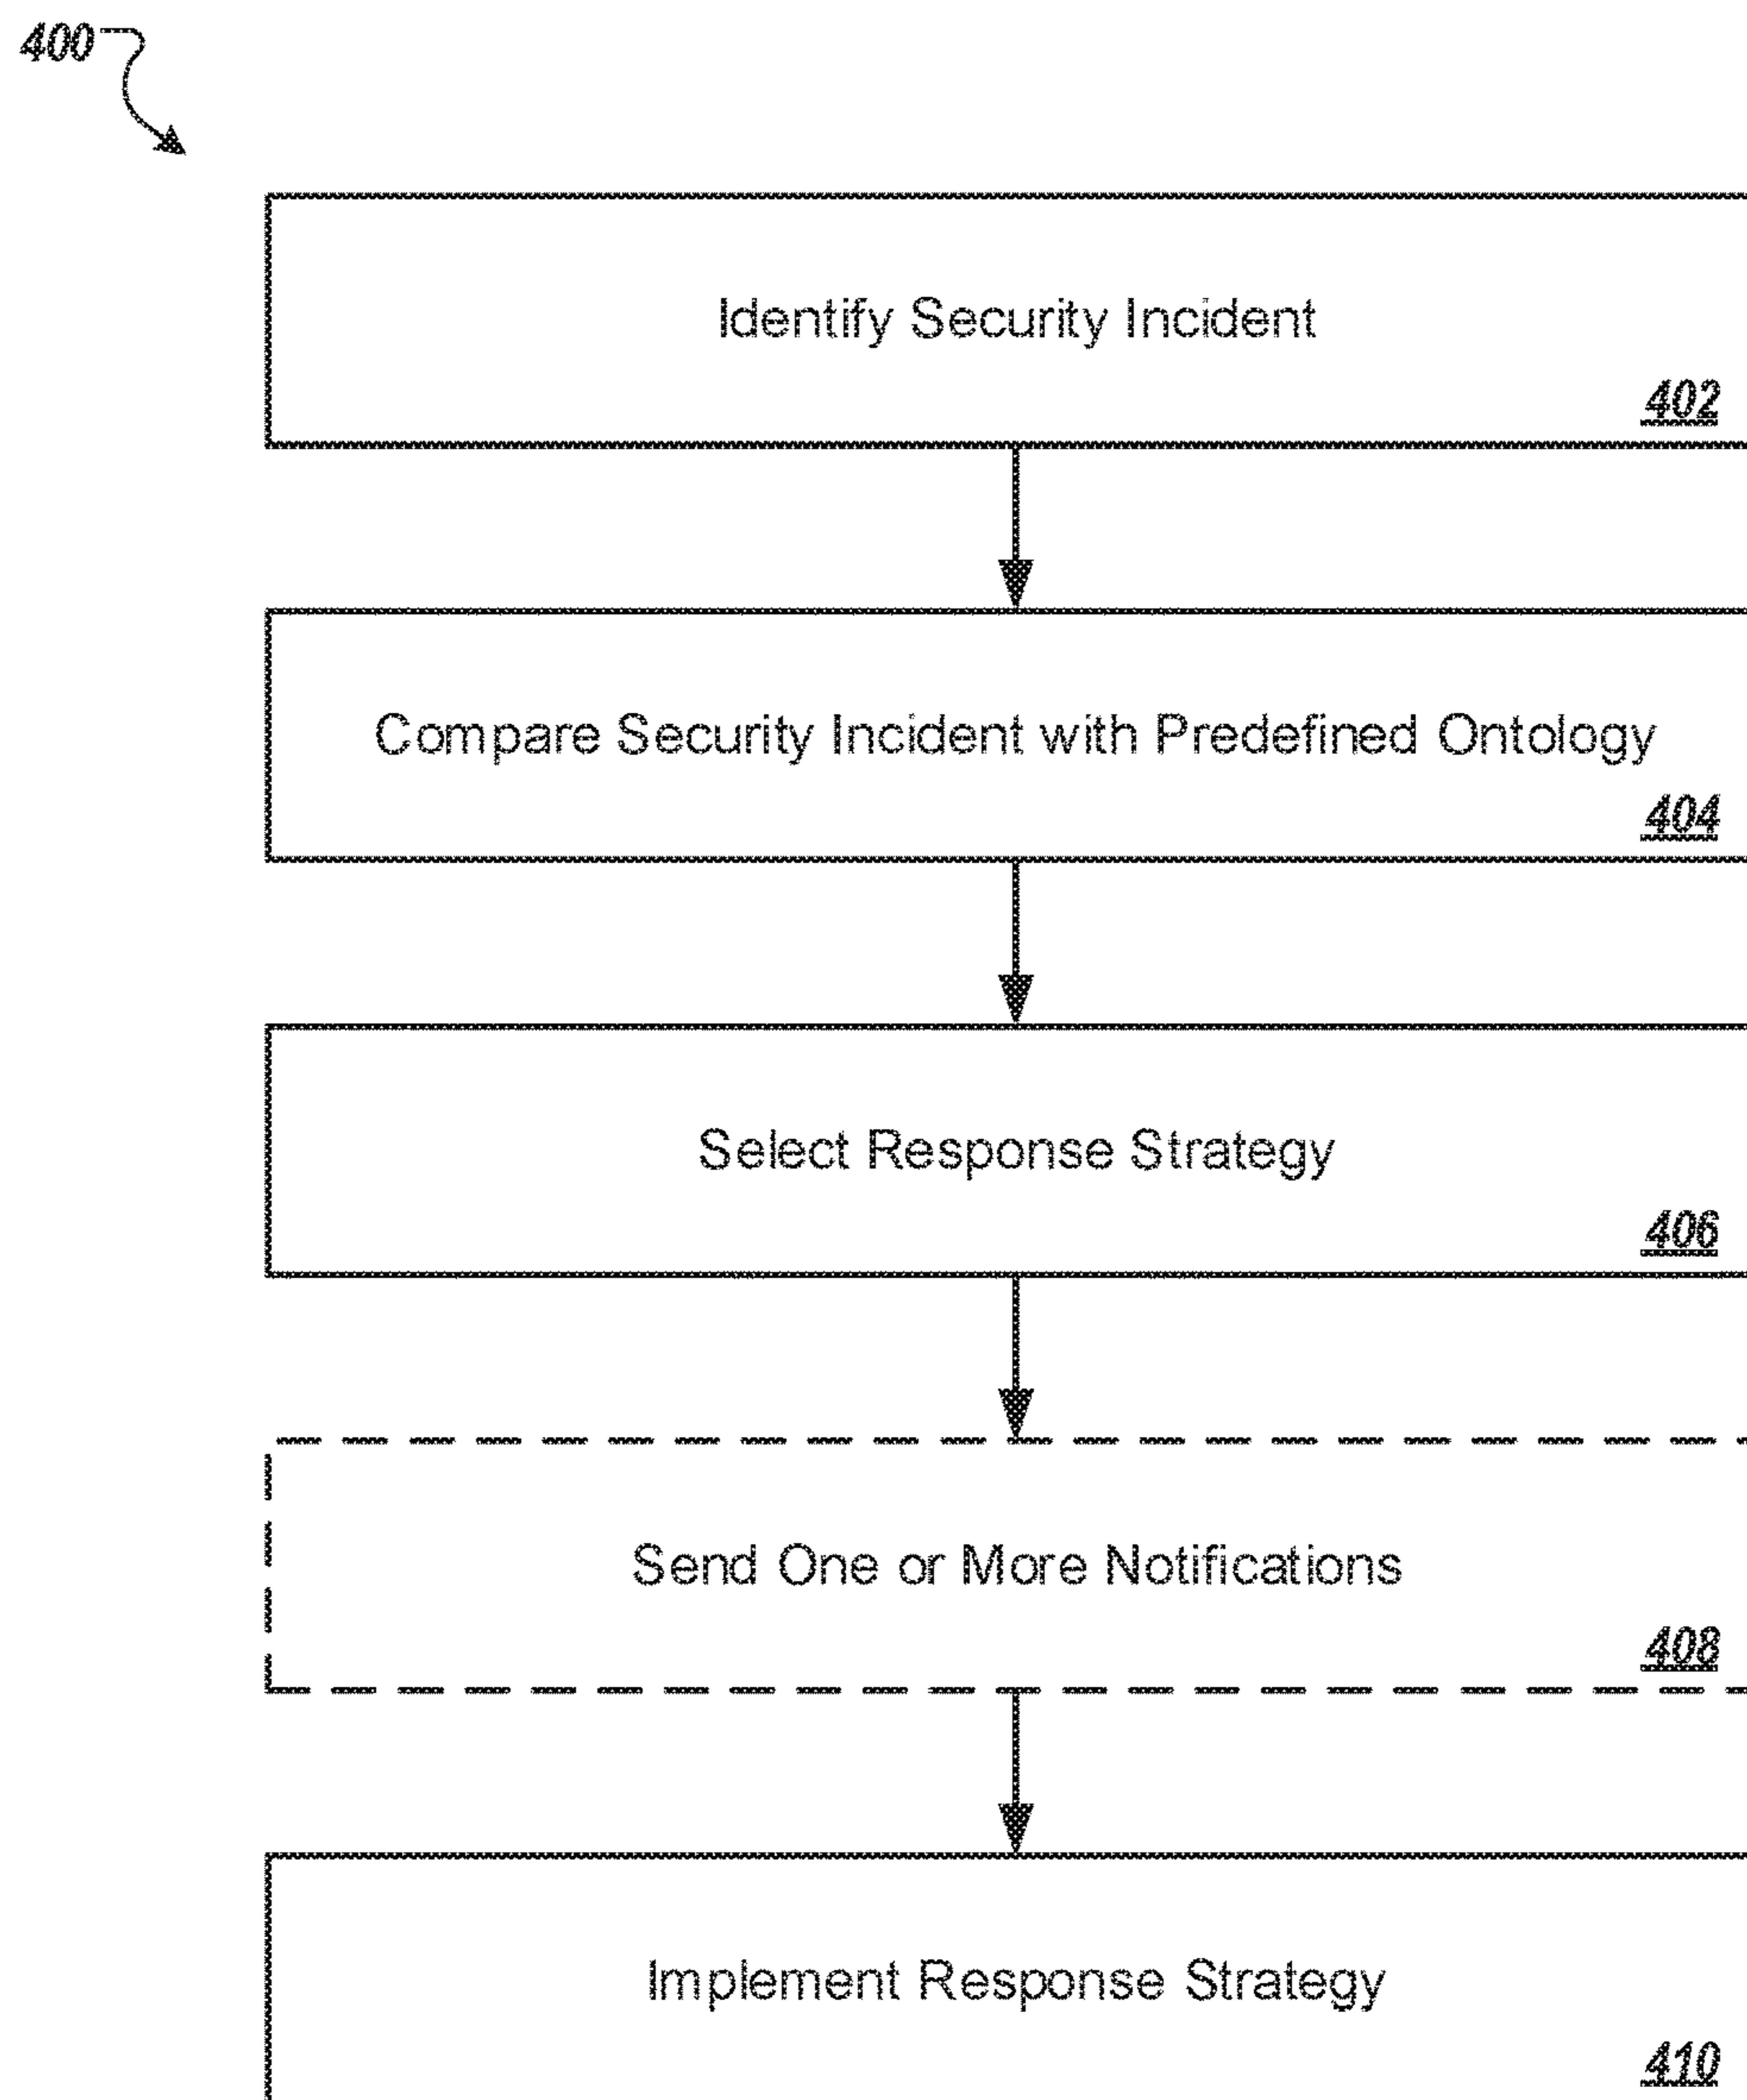 400
Identify Security Incident
402
Compare Security Incident with Predefined Ontology
404
Select Response Strategy
406
Send One or More Notifications
408
Implement Response Strategy
410